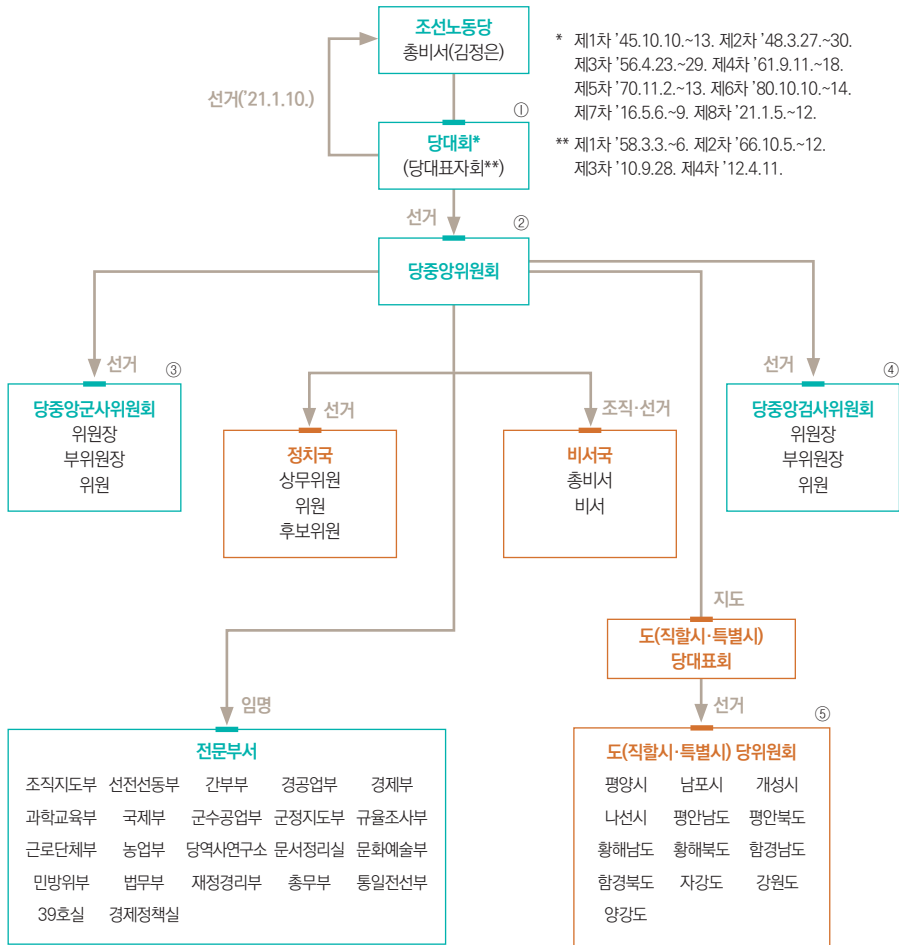 조선노동당
총비서(김정은)
선거('21.1.10.)
* 제1차 '45.10.10.~13. 제2차 '48.3.27.~30.
제3차 '56.4.23.~29. 제4차 '61.9.11.~18.
제5차 '70.11.2.~13. 제6차 '80.10.10.~14.
제7차 '16.5.6.~9. 제8차 '21.1.5.~12.
** 제1차 '58.3.3.~6. 제2차 '66.10.5.~12.
제3차 '10.9.28. 제4차 '12.4.11.
①
당대회*
(당대표자회**)
선거
②
당중앙위원회
선거
③
당중앙군사위원회
위원장
부위원장
위원
선거
정치국
상무위원
위원
후보위원
조직·선거
비서국
총비서
비서
선거
④
당중앙검사위원회
위원장
부위원장
위원
지도
도(직할시·특별시)
당대표회
선거
임명
전문부서
조직지도부 선전선동부 간부부 경공업부 경제부
과학교육부 국제부 군수공업부 군정지도부 규율조사부
근로단체부 농업부 당역사연구소 문서정리실 문화예술부
민방위부 법무부 재정경리부 총무부 통일전선부
39호실 경제정책실
⑤
도(직할시·특별시) 당위원회
평양시 남포시 개성시
나선시 평안남도 평안북도
황해남도 황해북도 함경남도
함경북도 자강도 강원도
양강도